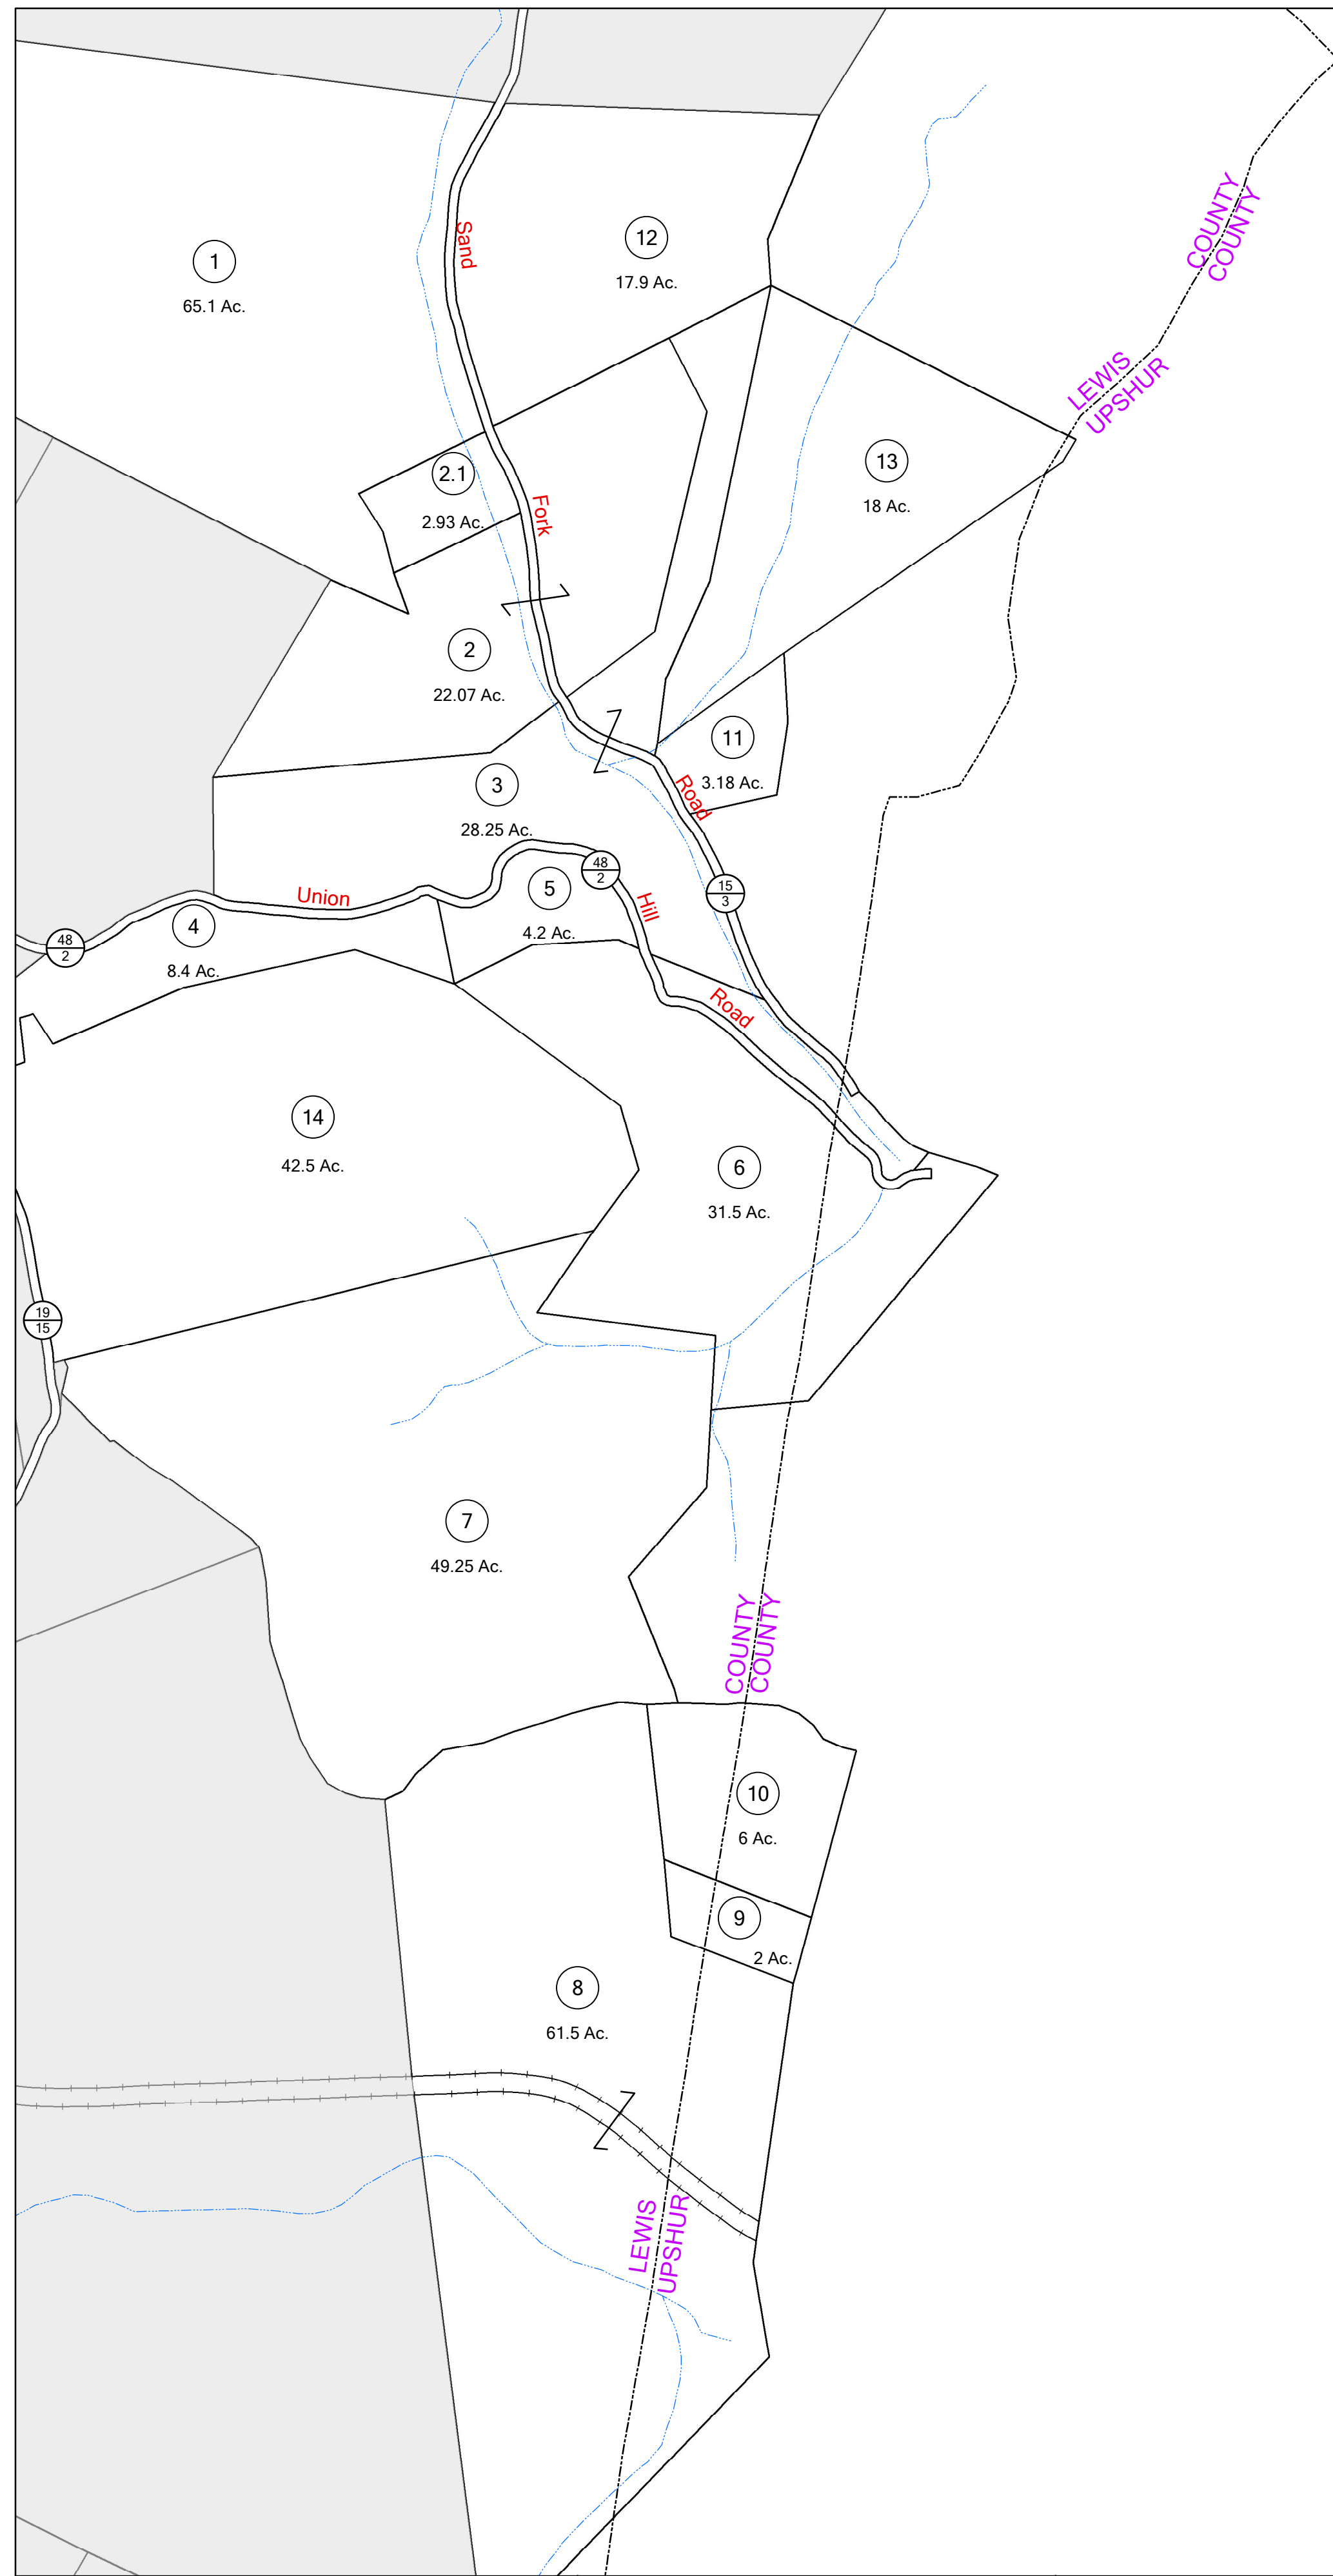 COUNTY
COUNTY
Sand
12
17.9 Ac.
1
65.1 Ac.
LEWIS
UPSHUR
2.1
2.93 Ac.
Fork
13
18 Ac.
2
22.07 Ac.
11
3.18 Ac.
Road
3
28.25 Ac.
48
2
5
4.2 Ac.
Hill
15
3
Union
4
8.4 Ac.
48
2
Road
14
42.5 Ac.
6
31.5 Ac.
19
15
7
49.25 Ac.
COUNTY
COUNTY
10
6 Ac.
9
2 Ac.
8
61.5 Ac.
LEWIS
UPSHUR